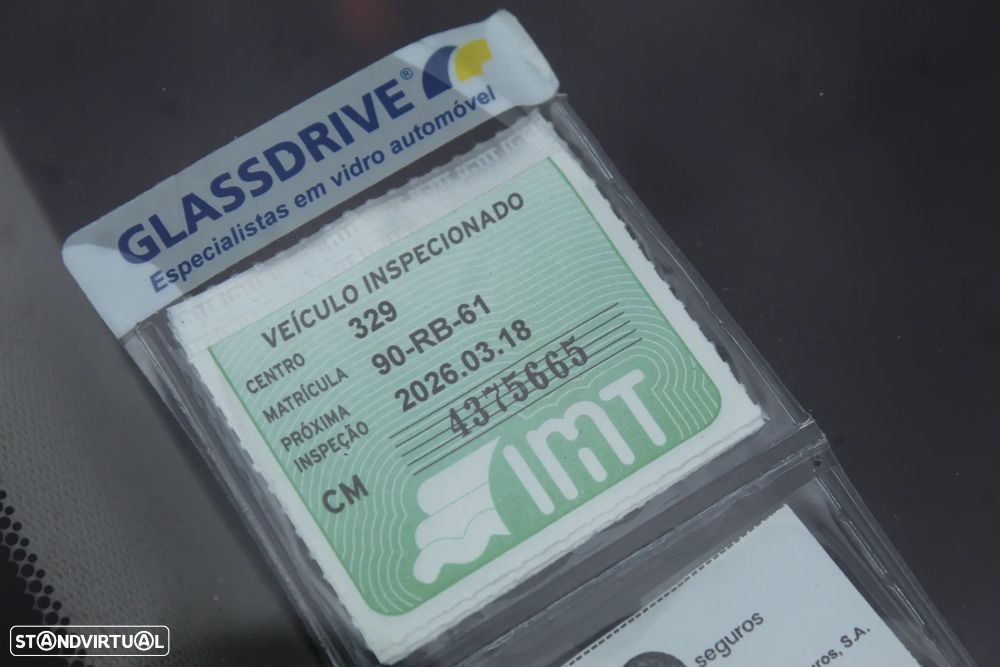 GLASSDRIVE®
Especialistas em vidro automóvel
VEÍCULO INSPECIONADO
CENTRO 329
MATRÍCULA 90-RB-61
PRÓXIMA
INSPEÇÃO 2026.03.18
4375665
CM
IMT
seguros
S.A.
STANDVIRTUAL